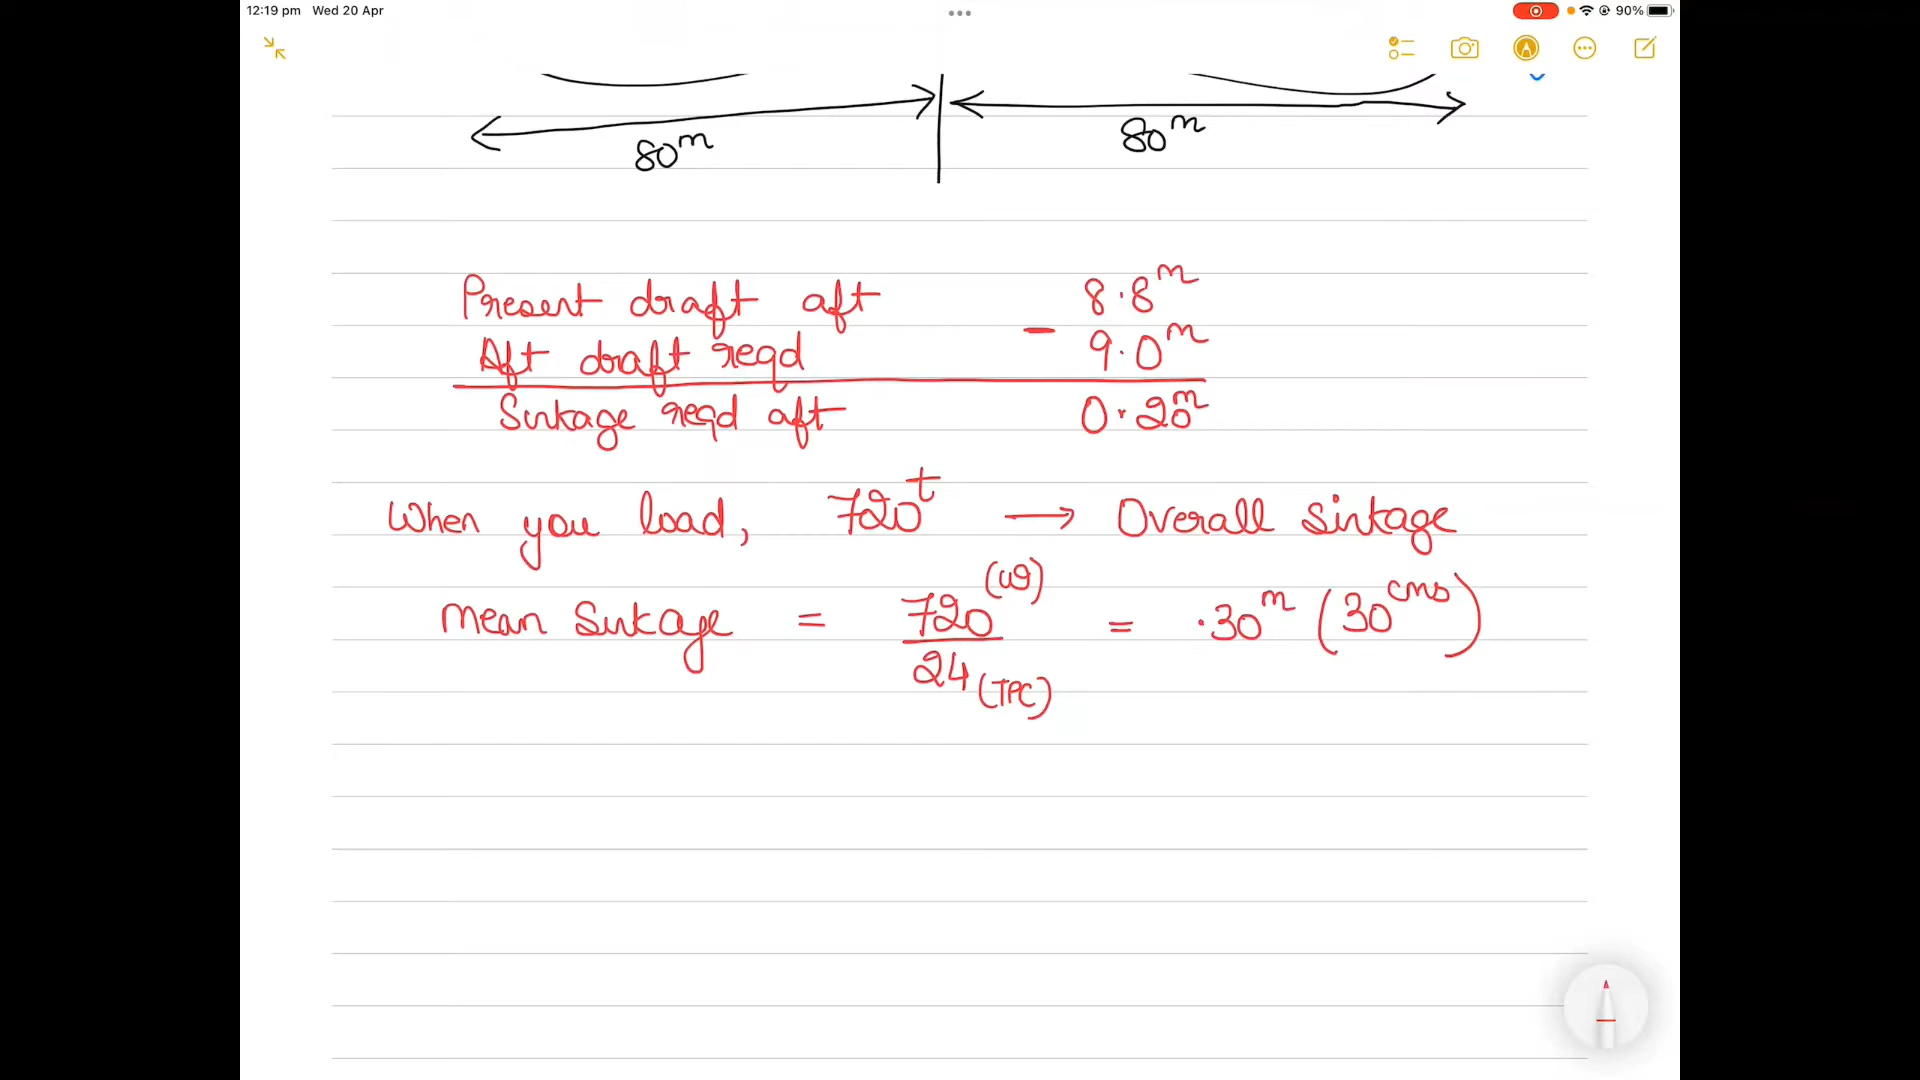 12:19 pm Wed 20 Apr 90%
80m 80m
Present draft aft 8.8m
Aft draft reqd - 9.0m
Sinkage reqd aft 0.20m
When you load, 720t → Overall sinkage
Mean Sinkage = 720 (w) / 24 (TPC) = .30m (30cms)